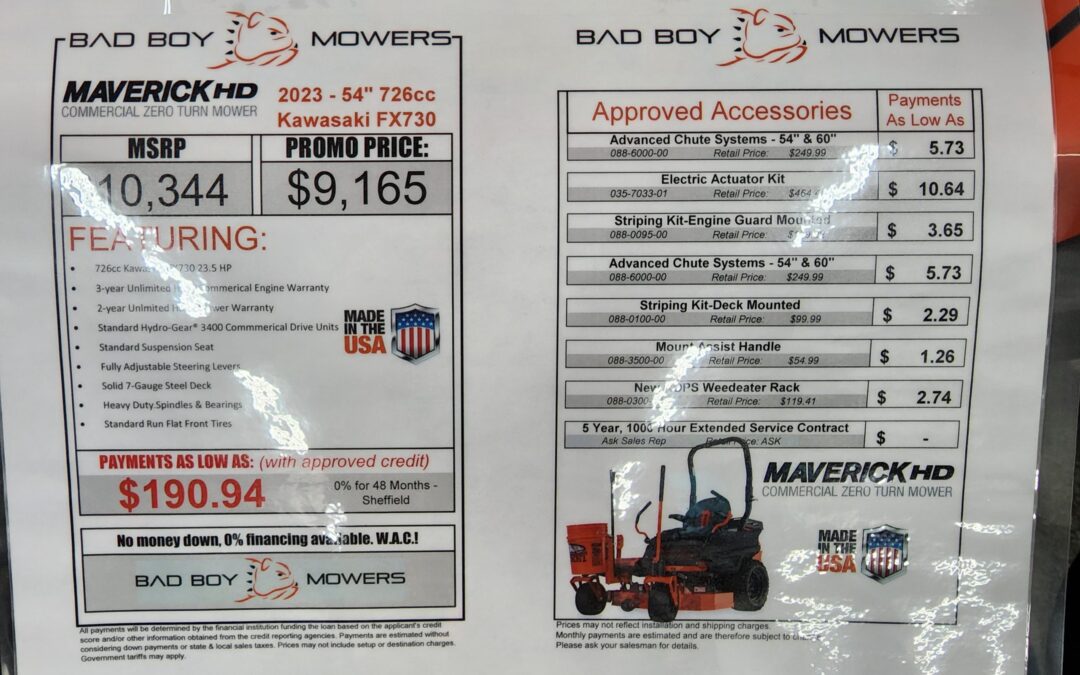 BAD BOY MOWERS
MAVERICK HD
COMMERCIAL ZERO TURN MOWER
2023 - 54" 726cc
Kawasaki FX730
MSRP
10,344
PROMO PRICE:
$9,165
FEATURING:
726cc 730 23.5 HP
3-year Unlimited Commerical Engine Warranty
2-year Unlimted Warranty
Standard Hydro-Gear® 3400 Commmerical Drive Units
Standard Suspension Seat
Fully Adjustable Steering Levers
Solid 7-Gauge Steel Deck
Heavy Duty Spindles & Bearings
Standard Run Flat Front Tires
MADE
IN THE
USA
PAYMENTS AS LOW AS: (with approved credit)
$190.94
0% for 48 Months -
Sheffield
No money down, 0% financing available. W.A.C.!
BAD BOY MOWERS
All payments will be determined by the financial institution funding the loan based on the applicant's credit
score and/or other information obtained from the credit reporting agencies. Payments are estimated without
considering down payments or state & local sales taxes. Prices may not include setup or destination charges.
Government tariffs may apply.
BAD BOY MOWERS
Approved Accessories
Payments
As Low As
Advanced Chute Systems - 54" & 60"
088-6000-00 Retail Price: $249.99
$ 5.73
Electric Actuator Kit
035-7033-01 Retail Price:
$ 10.64
Striping Kit-Engine Guard Mounted
088-0095-00 Retail Price:
$ 3.65
Advanced Chute Systems - 54" & 60"
088-6000-00 Retail Price: $249.99
$ 5.73
Striping Kit-Deck Mounted
088-0100-00 Retail Price: $99.99
$ 2.29
Mount Assist Handle
088-3500-00 Retail Price: $54.99
$ 1.26
New ROPS Weedeater Rack
Retail Price: $119.41
$ 2.74
5 Year, 1000 Hour Extended Service Contract
Ask Sales Rep Retail Price: ASK
$ -
MAVERICK HD
COMMERCIAL ZERO TURN MOWER
MADE
IN THE
USA
Prices may not reflect installation and shipping charges.
Monthly payments are estimated and are therefore subject to
Please ask your salesman for details.